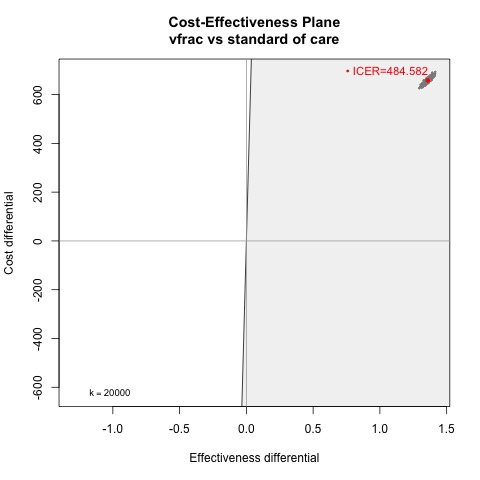 Cost-Effectiveness Plane
vfrac vs standard of care
• ICER=484.582
600
400
200
0
-200
-400
-600
Cost differential
k = 20000
-1.0 -0.5 0.0 0.5 1.0 1.5
Effectiveness differential